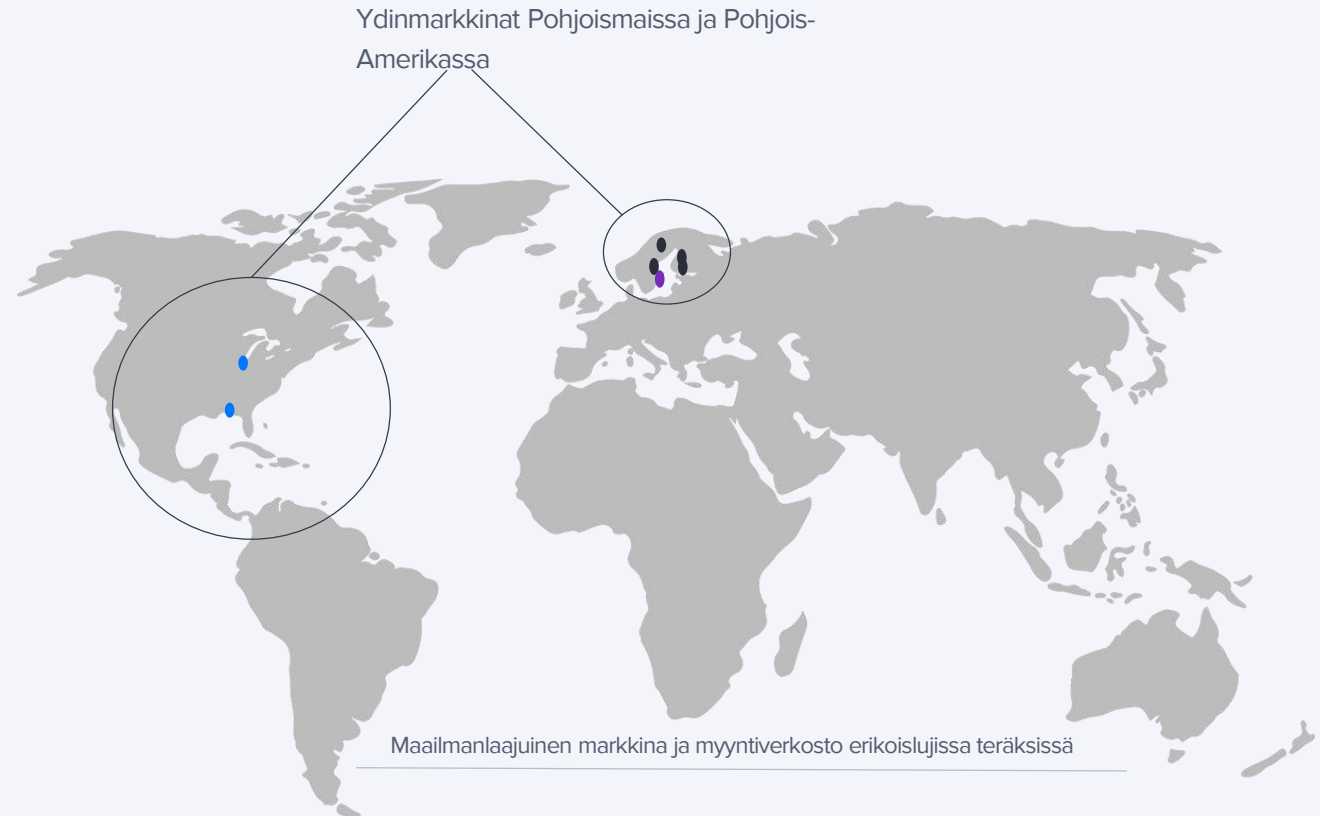 Ydinmarkkinat Pohjoismaissa ja Pohjois-
Amerikassa
Maailmanlaajuinen markkina ja myyntiverkosto erikoislujissa teräksissä